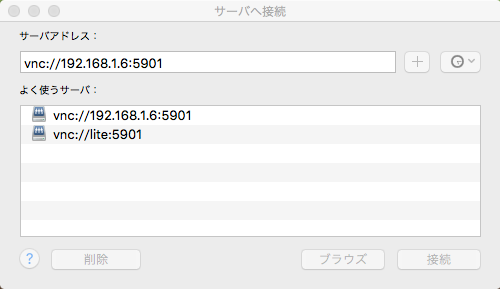 サーバへ接続
サーバアドレス：
vnc://192.168.1.6:5901
よく使うサーバ：
vnc://192.168.1.6:5901
vnc://lite:5901
?
削除
ブラウズ
接続